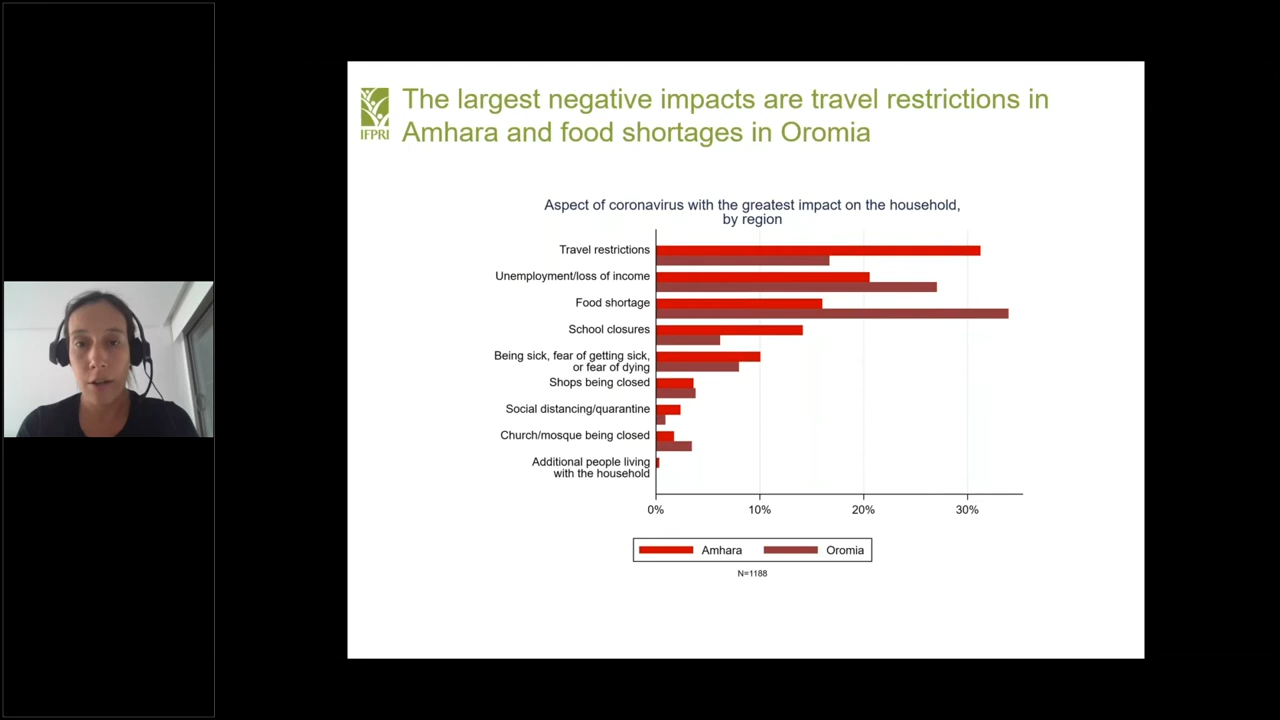 The largest negative impacts are travel restrictions in
Amhara and food shortages in Oromia
IFPRI
Aspect of coronavirus with the greatest impact on the household,
by region
Travel restrictions
Unemployment/loss of income
Food shortage
School closures
Being sick, fear of getting sick,
or fear of dying
Shops being closed
Social distancing/quarantine
Church/mosque being closed
Additional people living
with the household
0% 10% 20% 30%
Amhara Oromia
N=1188